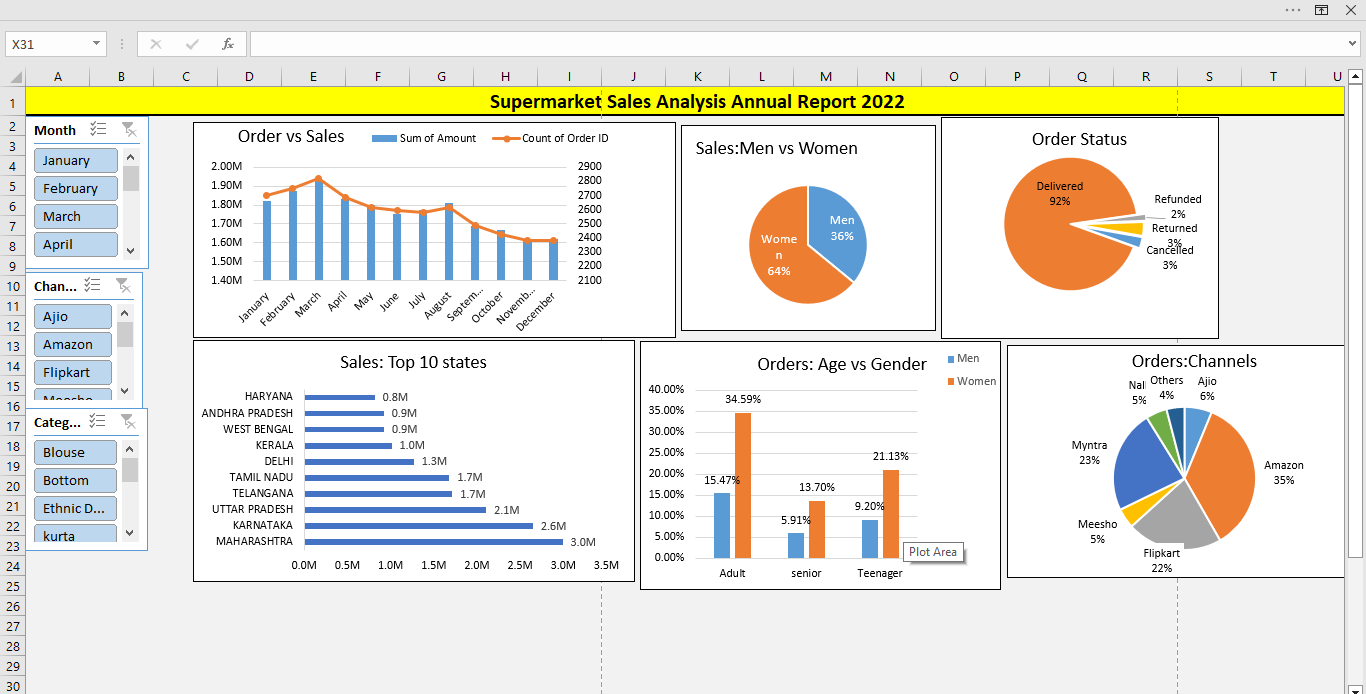 X31
fx
A B C D E F G H I J K L M N O P Q R S T U
1
2
3
4
5
6
7
8
9
10
11
12
13
14
15
16
17
18
19
20
21
22
23
24
25
26
27
28
29
30
Supermarket Sales Analysis Annual Report 2022
Month
January
February
March
April
Chan...
Ajio
Amazon
Flipkart
Meesho
Categ...
Blouse
Bottom
Ethnic D...
kurta
Order vs Sales
Sum of Amount
Count of Order ID
2.00M
1.90M
1.80M
1.70M
1.60M
1.50M
1.40M
2900
2800
2700
2600
2500
2400
2300
2200
2100
January
February
March
April
May
June
July
August
Septem...
October
Novemb...
December
Sales:Men vs Women
Men
36%
Wome
n
64%
Order Status
Delivered
92%
Refunded
2%
Returned
3%
Cancelled
3%
Sales: Top 10 states
HARYANA 0.8M
ANDHRA PRADESH 0.9M
WEST BENGAL 0.9M
KERALA 1.0M
DELHI 1.3M
TAMIL NADU 1.7M
TELANGANA 1.7M
UTTAR PRADESH 2.1M
KARNATAKA 2.6M
MAHARASHTRA 3.0M
0.0M 0.5M 1.0M 1.5M 2.0M 2.5M 3.0M 3.5M
Orders: Age vs Gender
Men
Women
40.00%
35.00%
30.00%
25.00%
20.00%
15.00%
10.00%
5.00%
0.00%
15.47%
34.59%
5.91%
13.70%
9.20%
21.13%
Adult senior Teenager
Plot Area
Orders:Channels
Nal
5%
Others
4%
Ajio
6%
Myntra
23%
Amazon
35%
Meesho
5%
Flipkart
22%